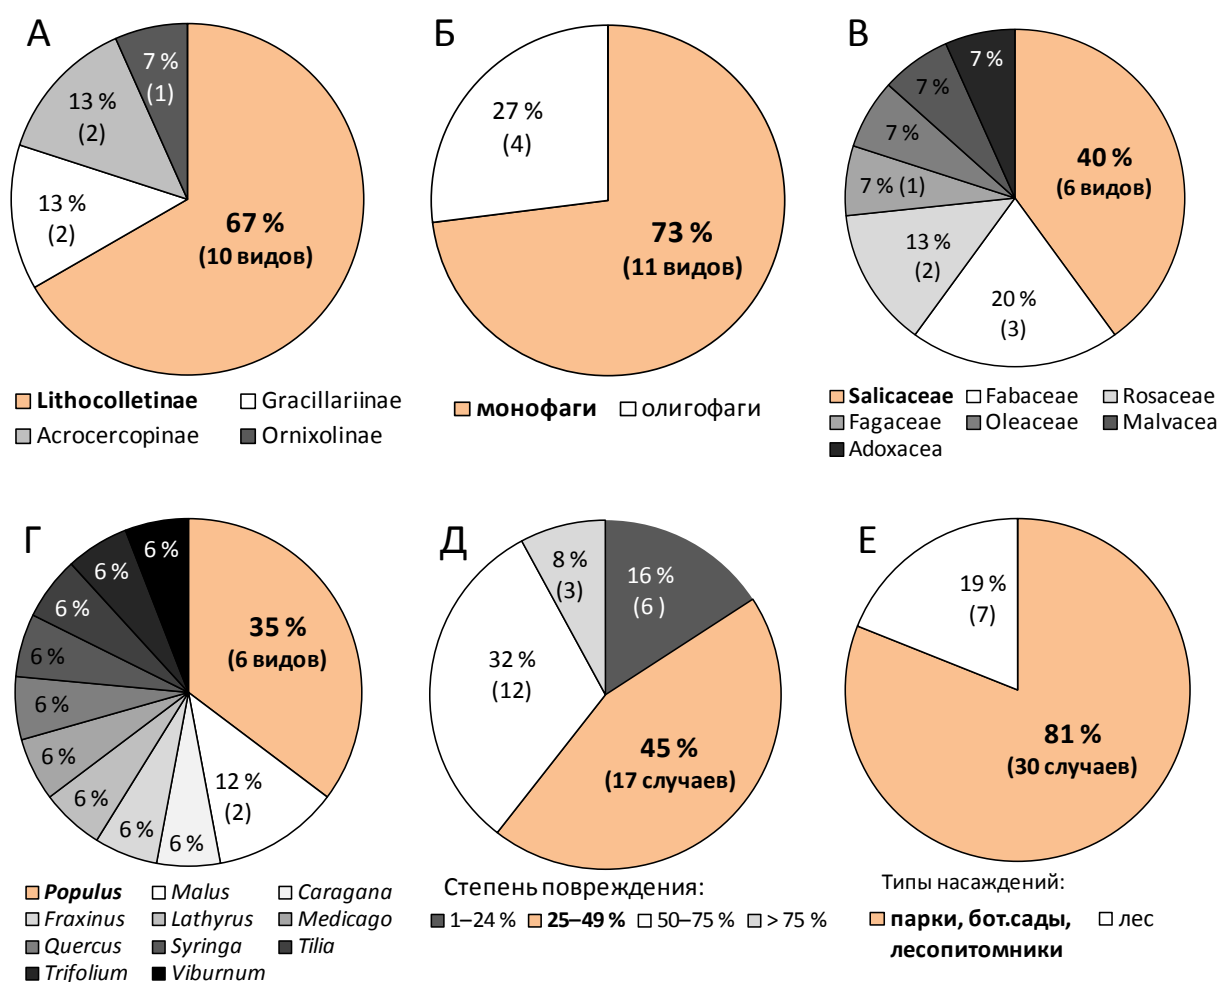 А
7 %
(1)
13 %
(2)
13 %
(2)
67 %
(10 видов)
Lithocolletinae
Gracillariinae
Acrocercopinae
Ornixolinae
Б
27 %
(4)
73 %
(11 видов)
монофаги
олигофаги
В
7 %
7 %
7 %
7 % (1)
13 %
(2)
20 %
(3)
40 %
(6 видов)
Salicaceae
Fabaceae
Rosaceae
Fagaceae
Oleaceae
Malvacea
Adoxacea
Г
6 %
6 %
6 %
6 %
6 %
6 %
6 %
6 %
6 %
12 %
(2)
35 %
(6 видов)
Populus
Malus
Caragana
Fraxinus
Lathyrus
Medicago
Quercus
Syringa
Tilia
Trifolium
Viburnum
Д
8 %
(3)
16 %
(6 )
32 %
(12)
45 %
(17 случаев)
Степень повреждения:
1–24 %
25–49 %
50–75 %
> 75 %
Е
19 %
(7)
81 %
(30 случаев)
Типы насаждений:
парки, бот.сады,
лесопитомники
лес